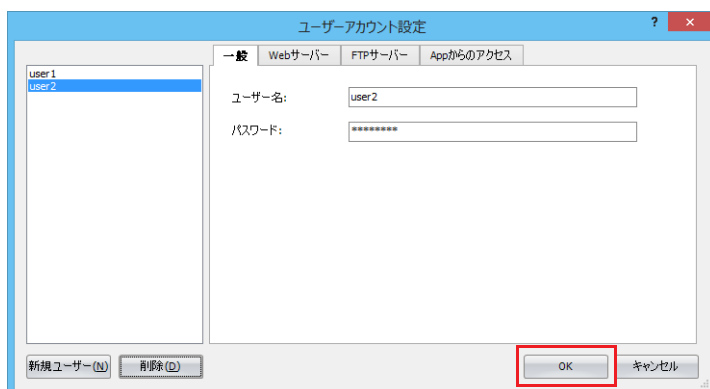 ユーザーアカウント設定
? ×
一般 Webサーバー FTPサーバー Appからのアクセス
user1
user2
ユーザー名: user2
パスワード: ********
新規ユーザー(N) 削除(D) OK キャンセル